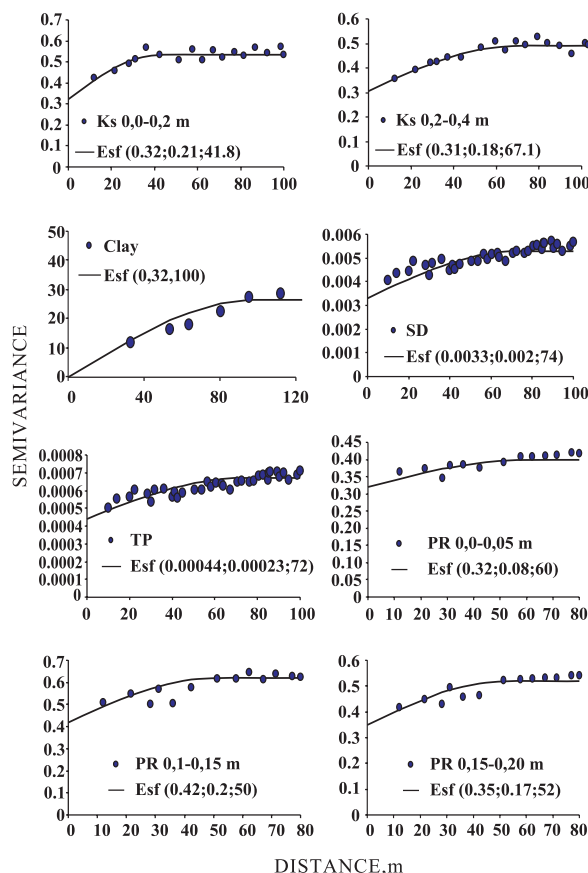 SEMIVARIANCE
0.7
0.6
0.5
0.4
0.3
0.2
0.1
0
Ks 0,0-0,2 m
Esf (0.32;0.21;41.8)
0 20 40 60 80 100
0.6
0.5
0.4
0.3
0.2
0.1
0
Ks 0,2-0,4 m
Esf (0.31;0.18;67.1)
0 20 40 60 80 100
50
40
30
20
10
0
Clay
Esf (0,32,100)
0 40 80 120
0.006
0.005
0.004
0.003
0.002
0.001
0
SD
Esf (0.0033;0.002;74)
0 20 40 60 80 100
0.0008
0.0007
0.0006
0.0005
0.0004
0.0003
0.0002
0.0001
0
TP
Esf (0.00044;0.00023;72)
0 20 40 60 80 100
0.45
0.40
0.35
0.30
0.25
0.20
0.15
0.10
0.05
0
PR 0,0-0,05 m
Esf (0.32;0.08;60)
0 10 20 30 40 50 60 70 80
0.7
0.6
0.5
0.4
0.3
0.2
0.1
0
PR 0,1-0,15 m
Esf (0.42;0.2;50)
0 10 20 30 40 50 60 70 80
0.6
0.5
0.4
0.3
0.2
0.1
0
PR 0,15-0,20 m
Esf (0.35;0.17;52)
0 10 20 30 40 50 60 70 80
DISTANCE.m